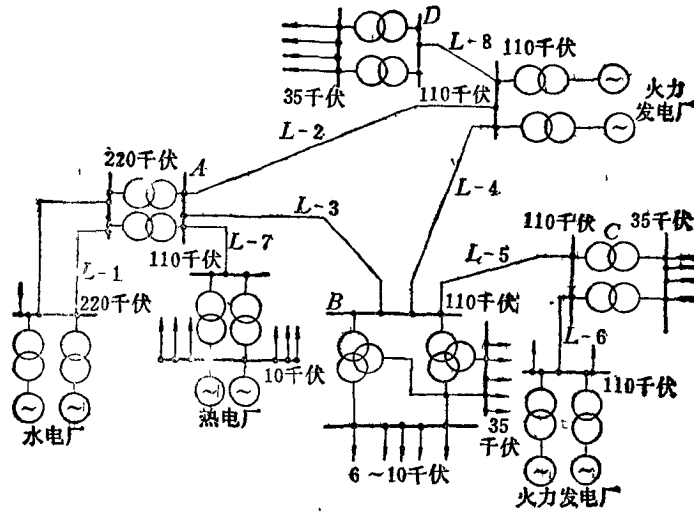 D
L-8
110千伏
35千伏
110千伏
火力
发电厂
L-2
220千伏
A
L-4
L-3
110千伏
35千伏
C
L-5
L-7
L-1
110千伏
220千伏
B
110千伏
L-6
10千伏
110千伏
热电厂
35
千伏
水电厂
6～10千伏
火力发电厂